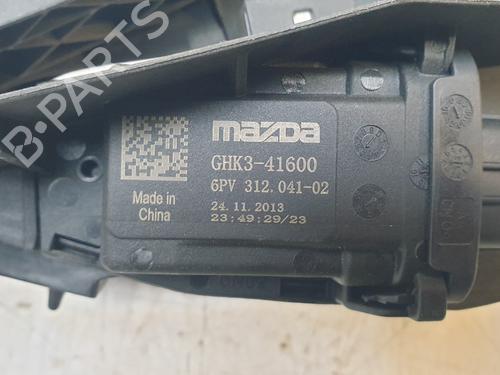 B-PARTS
mazda
GHK3-41600
6PV 312.041-02
Made in
China
24.11.2013
23:49:29/23